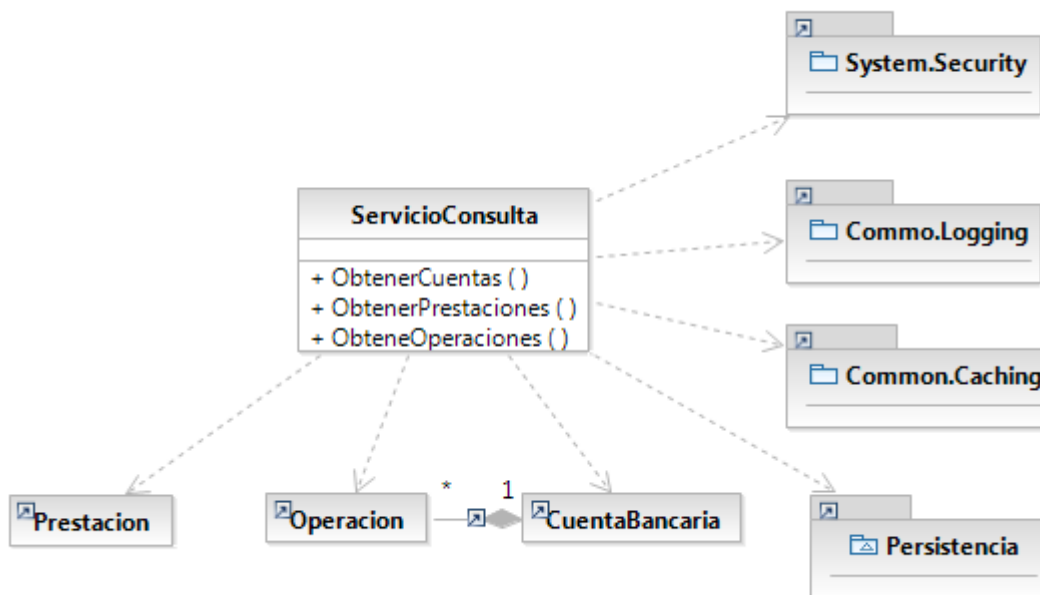 System.Security
ServicioConsulta
Commo.Logging
+ ObtenerCuentas ( )
+ ObtenerPrestaciones ( )
+ ObteneOperaciones ( )
Common.Caching
* 1
Prestacion
Operacion
CuentaBancaria
Persistencia